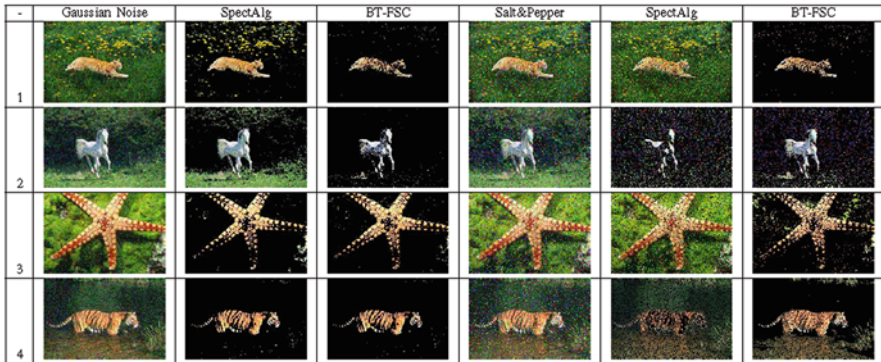 - Gaussian Noise SpectAlg BT-FSC Salt&Pepper SpectAlg BT-FSC
1
2
3
4